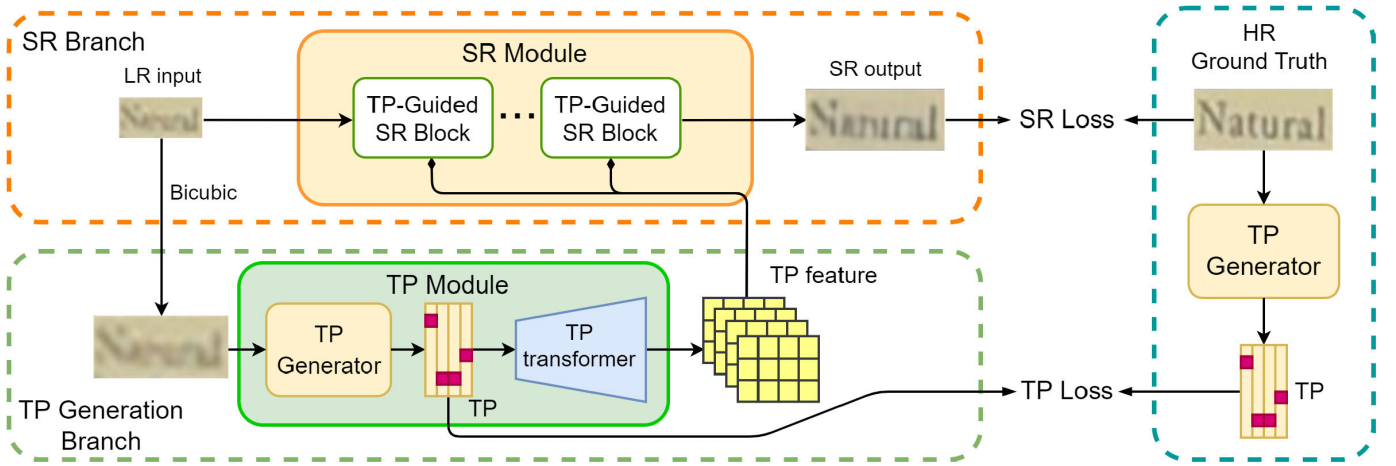 SR Branch
LR input
SR Module
TP-Guided
SR Block
...
TP-Guided
SR Block
SR output
Natural
SR Loss
HR
Ground Truth
Natural
Bicubic
TP
Generator
TP Module
TP
Generator
TP
TP
transformer
TP feature
TP Loss
TP
TP Generation
Branch